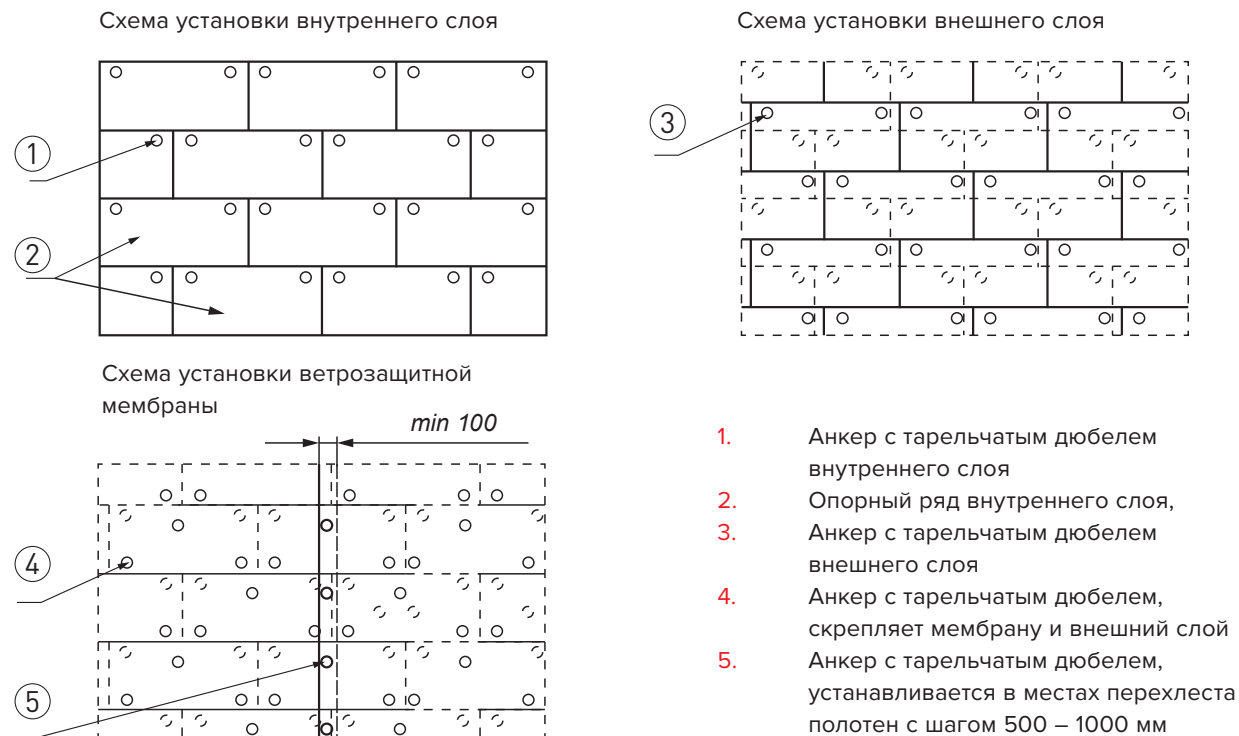 Схема установки внутреннего слоя
1
2
Схема установки внешнего слоя
3
Схема установки ветрозащитной
мембраны
min 100
4
5
1. Анкер с тарельчатым дюбелем
внутреннего слоя
2. Опорный ряд внутреннего слоя,
3. Анкер с тарельчатым дюбелем
внешнего слоя
4. Анкер с тарельчатым дюбелем,
скрепляет мембрану и внешний слой
5. Анкер с тарельчатым дюбелем,
устанавливается в местах перехлеста
полотен с шагом 500 – 1000 мм